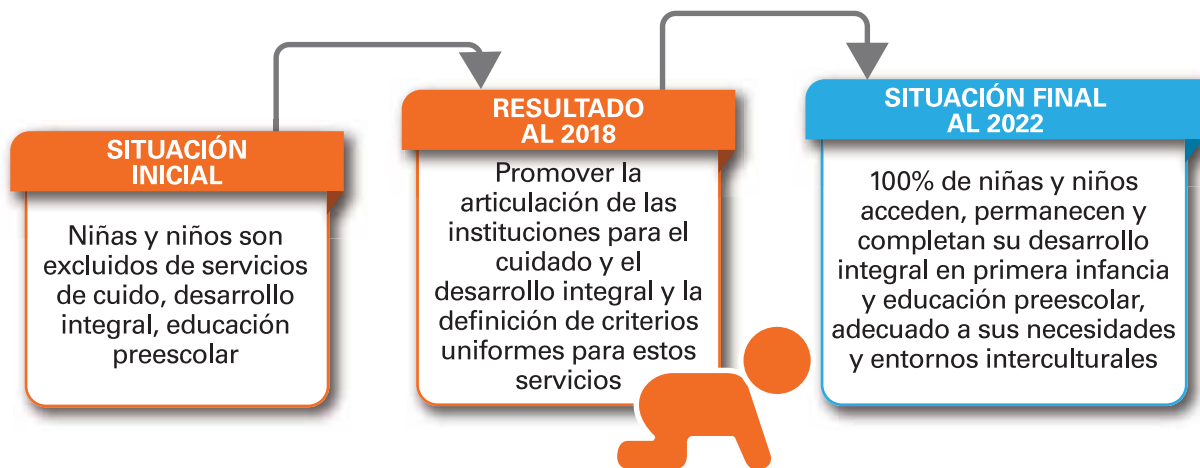 SITUACIÓN
INICIAL
Niñas y niños son
excluidos de servicios
de cuido, desarrollo
integral, educación
preescolar
RESULTADO
AL 2018
Promover la
articulación de las
instituciones para el
cuidado y el
desarrollo integral y la
definición de criterios
uniformes para estos
servicios
SITUACIÓN FINAL
AL 2022
100% de niñas y niños
acceden, permanecen y
completan su desarrollo
integral en primera infancia
y educación preescolar,
adecuado a sus necesidades
y entornos interculturales